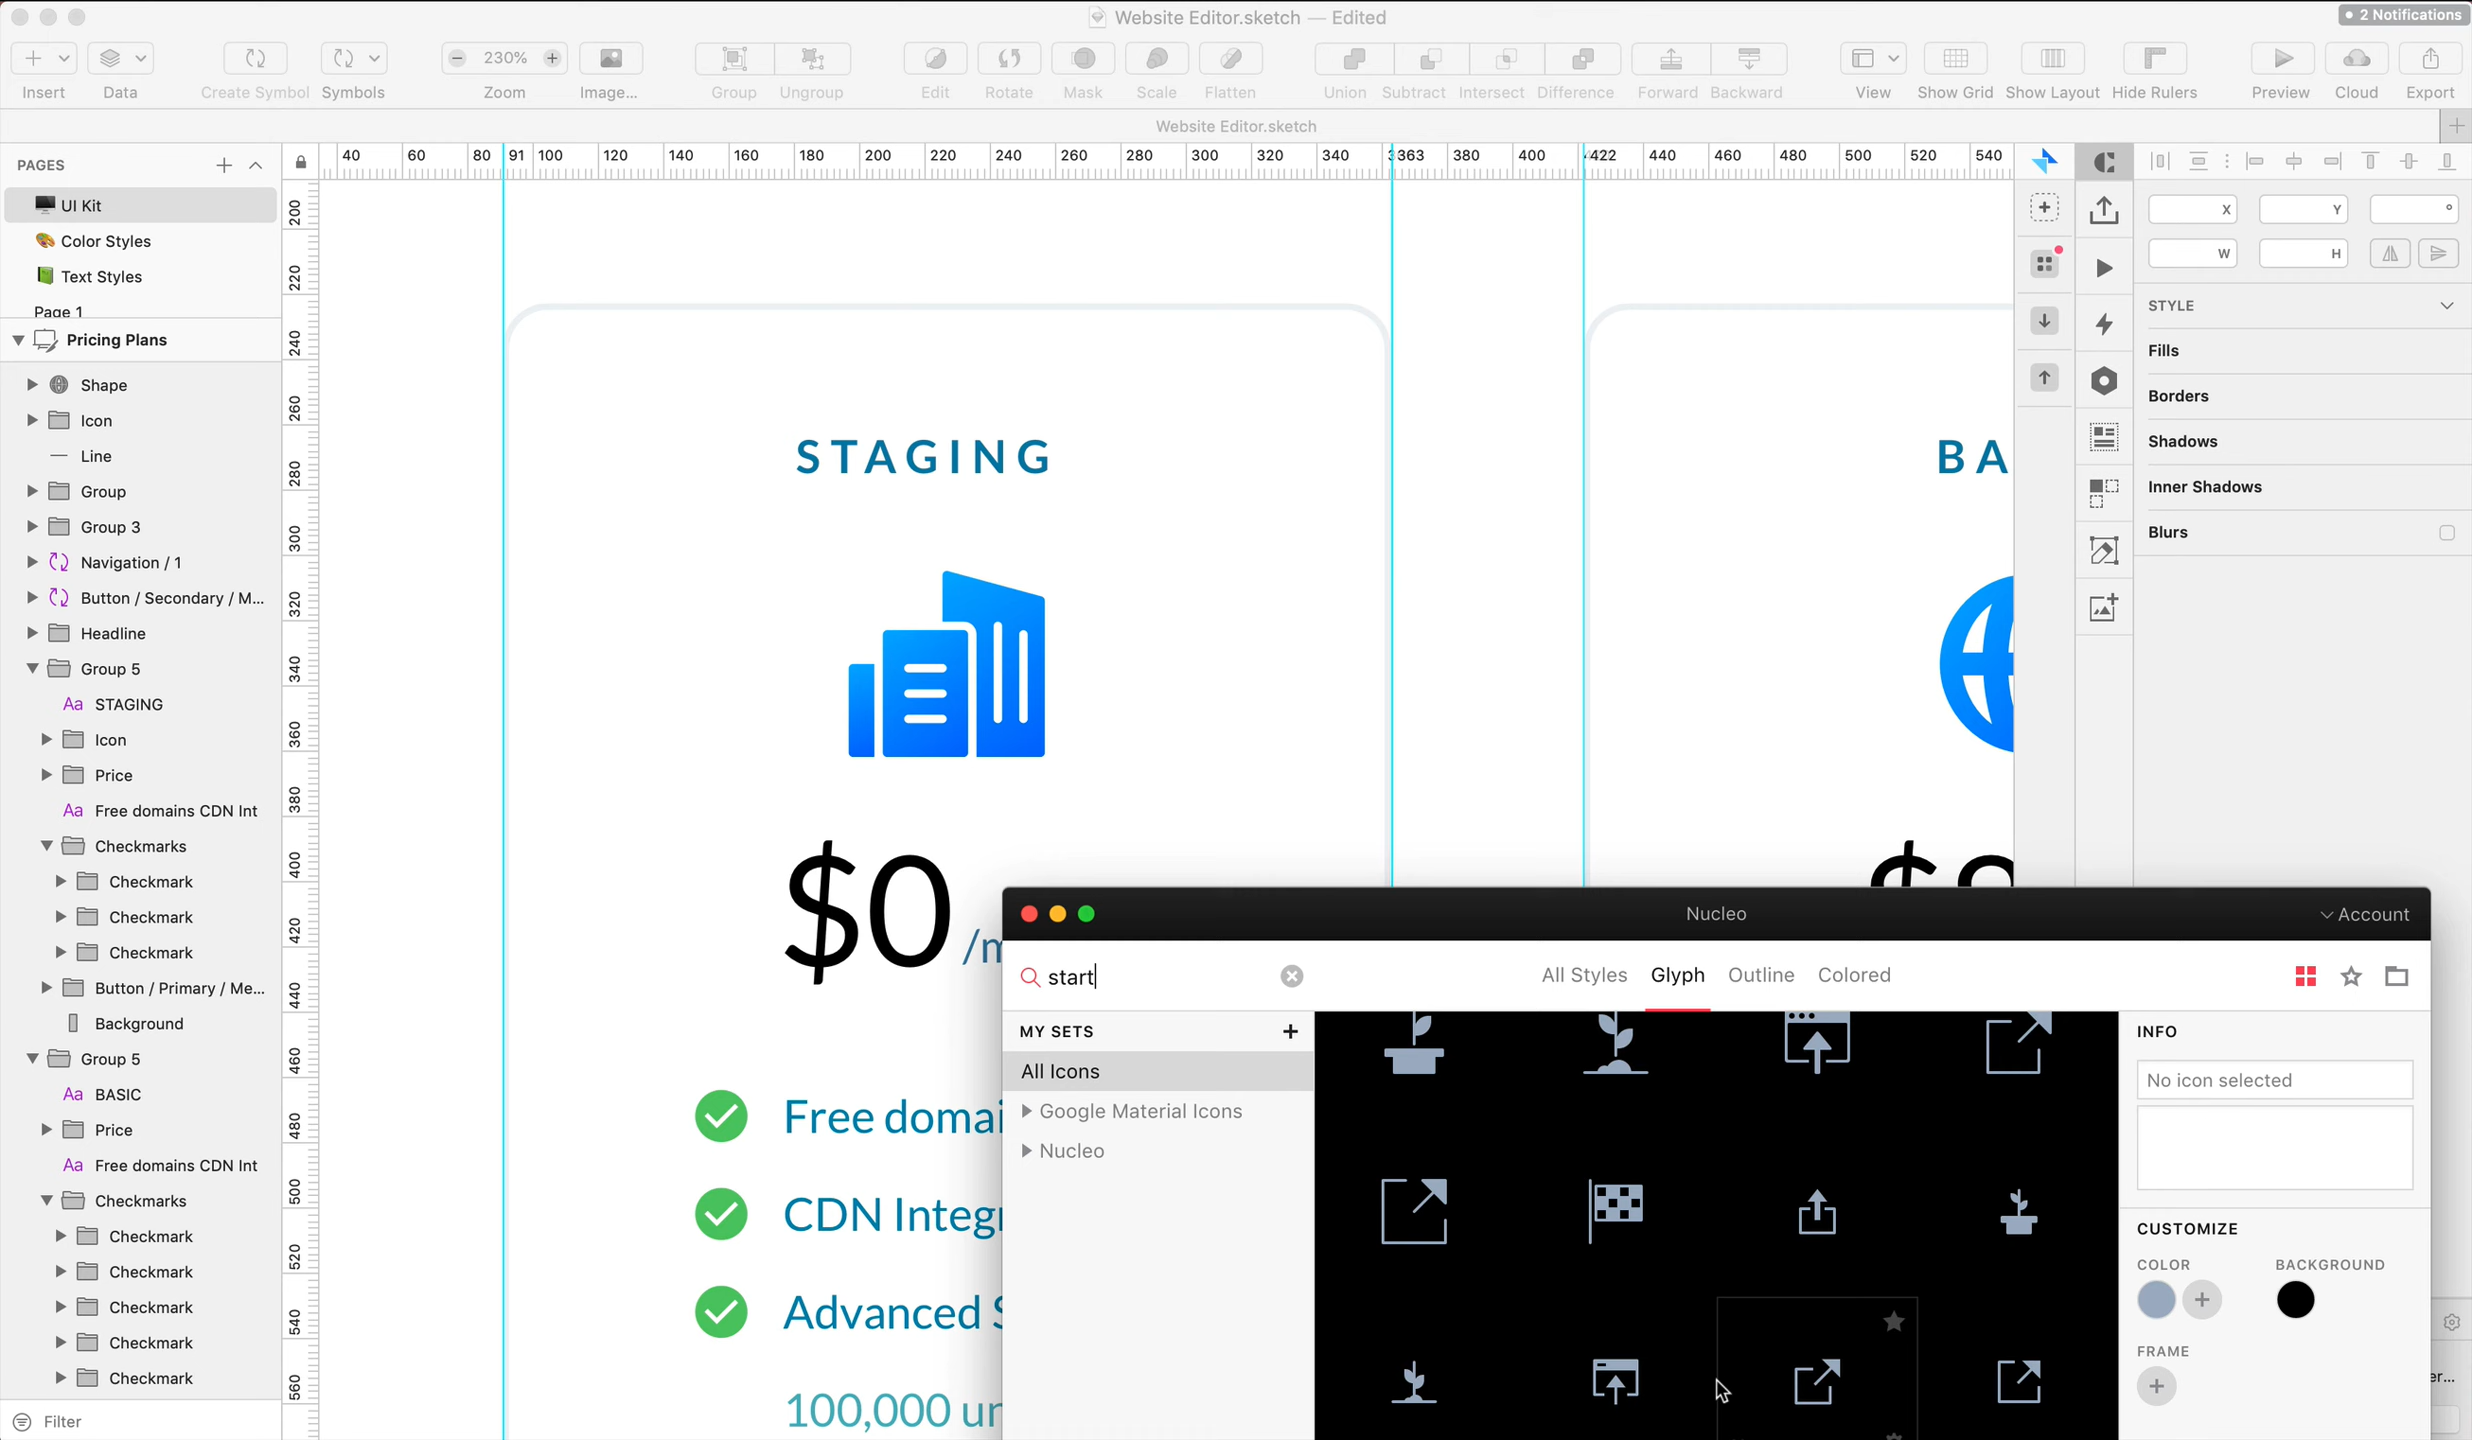 Website Editor.sketch — Edited
2 Notifications
230%
Insert
Data
Create Symbol
Symbols
Zoom
Image...
Group
Ungroup
Edit
Rotate
Mask
Scale
Flatten
Union
Subtract
Intersect
Difference
Forward
Backward
View
Show Grid
Show Layout
Hide Rulers
Preview
Cloud
Export
Website Editor.sketch
PAGES
UI Kit
Color Styles
Text Styles
Page 1
Pricing Plans
Shape
Icon
Line
Group
Group 3
Navigation / 1
Button / Secondary / M...
Headline
Group 5
Aa STAGING
Icon
Price
Aa Free domains CDN Int
Checkmarks
Checkmark
Checkmark
Checkmark
Button / Primary / Me...
Background
Group 5
Aa BASIC
Price
Aa Free domains CDN Int
Checkmarks
Checkmark
Checkmark
Checkmark
Checkmark
Checkmark
Filter
40 60 80 91 100 120 140 160 180 200 220 240 260 280 300 320 340 363 380 400 422 440 460 480 500 520 540
200
220
240
260
280
300
320
340
360
380
400
420
440
460
480
500
520
540
560
STAGING
BA
$0 /m
Free domai
CDN Integr
Advanced S
100,000 un
X
Y
°
W
H
STYLE
Fills
Borders
Shadows
Inner Shadows
Blurs
Nucleo
Account
start
All Styles
Glyph
Outline
Colored
MY SETS
All Icons
Google Material Icons
Nucleo
INFO
No icon selected
CUSTOMIZE
COLOR
BACKGROUND
FRAME
er...